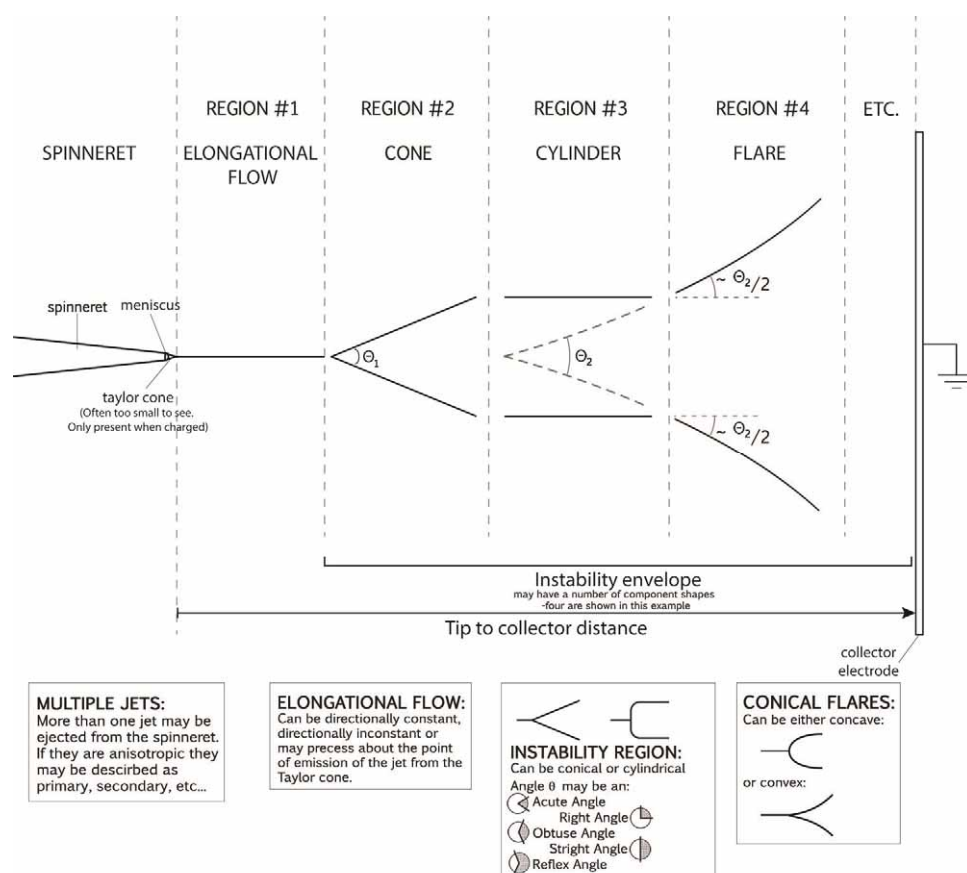 REGION #1
REGION #2
REGION #3
REGION #4
ETC.
SPINNERET
ELONGATIONAL
FLOW
CONE
CYLINDER
FLARE
spinneret
meniscus
taylor cone
(Often too small to see.
Only present when charged)
Θ1
Θ2
~ Θ2/2
~ Θ2/2
Instability envelope
may have a number of component shapes
-four are shown in this example
Tip to collector distance
collector
electrode
MULTIPLE JETS:
More than one jet may be
ejected from the spinneret.
If they are anisotropic they
may be descirbed as
primary, secondary, etc...
ELONGATIONAL FLOW:
Can be directionally constant,
directionally inconstant or
may precess about the point
of emission of the jet from the
Taylor cone.
INSTABILITY REGION:
Can be conical or cylindrical
Angle θ may be an:
Acute Angle
Right Angle
Obtuse Angle
Stright Angle
Reflex Angle
CONICAL FLARES:
Can be either concave:
or convex: